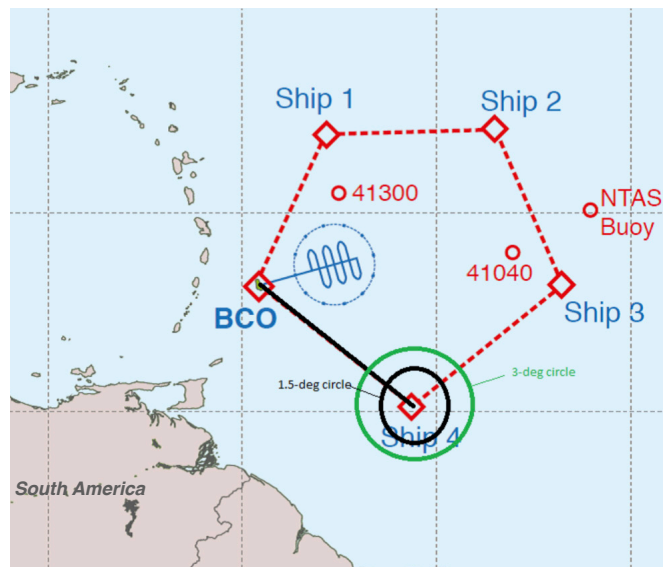 Ship 1
Ship 2
41300
NTAS
Buoy
41040
BCO
Ship 3
1.5-deg circle
3-deg circle
Ship 4
South America